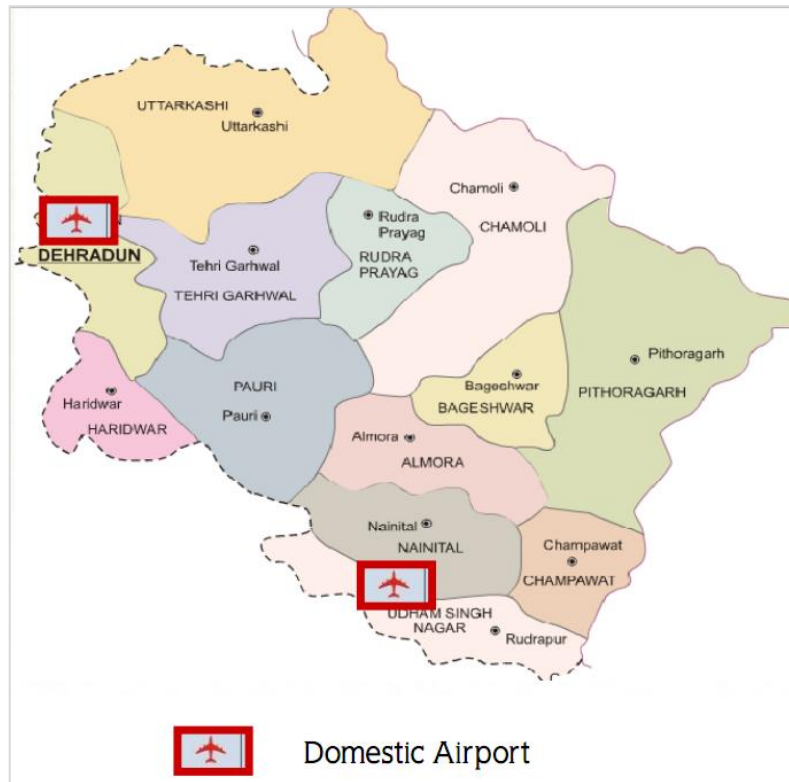 UTTARKASHI
Uttarkashi
Chamoli
CHAMOLI
Rudra
Prayag
RUDRA
PRAYAG
DEHRADUN
Tehri Garhwal
TEHRI GARHWAL
Pithoragarh
PITHORAGARH
Bageshwar
BAGESHWAR
PAURI
Pauri
Haridwar
HARIDWAR
Almora
ALMORA
Nainital
NAINITAL
Champawat
CHAMPAWAT
UDHAM SINGH
NAGAR
Rudrapur
Domestic Airport